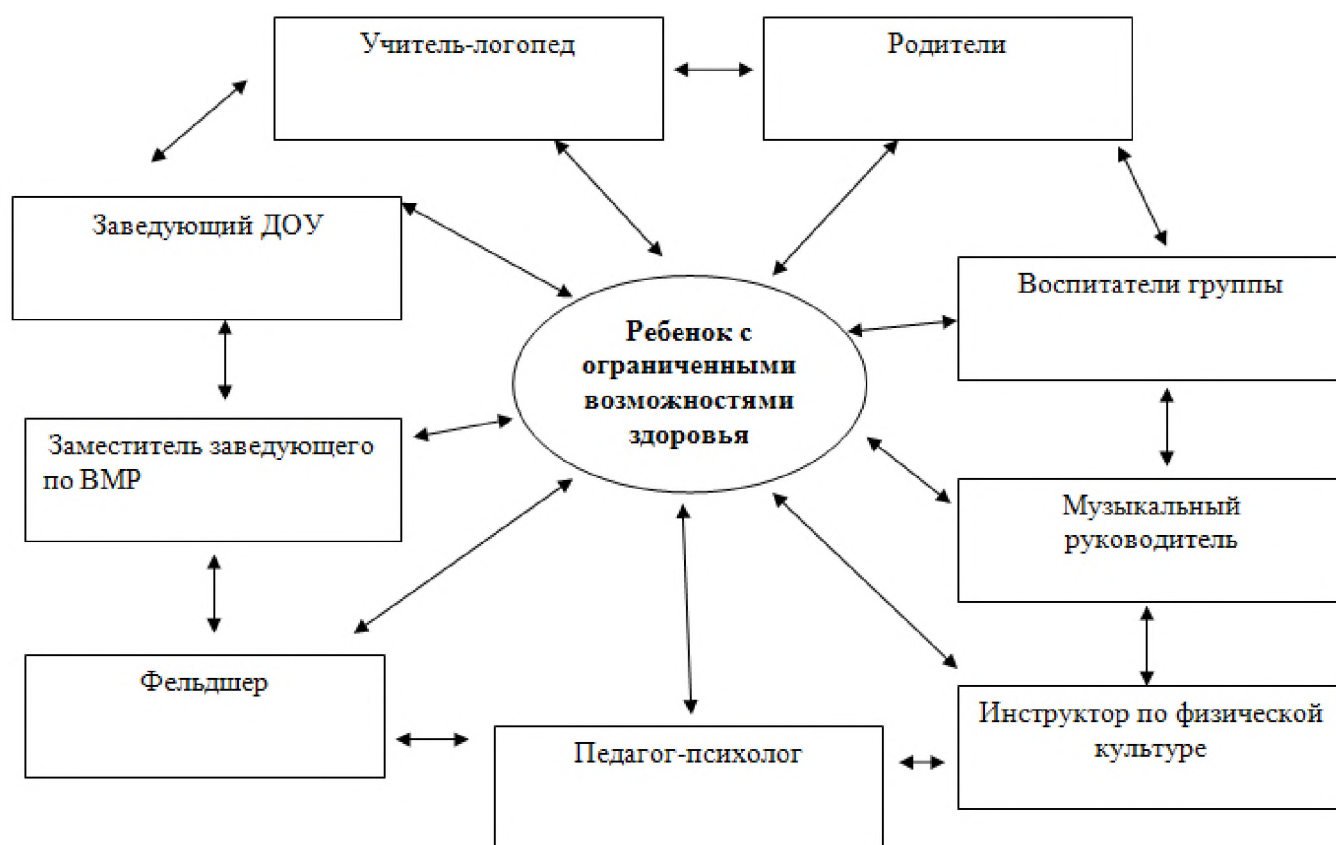 Учитель-логопед
Родители
Заведующий ДОУ
Воспитатели группы
Ребенок с
ограниченными
возможностями
здоровья
Заместитель заведующего
по ВМР
Музыкальный
руководитель
Фельдшер
Педагог-психолог
Инструктор по физической
культуре